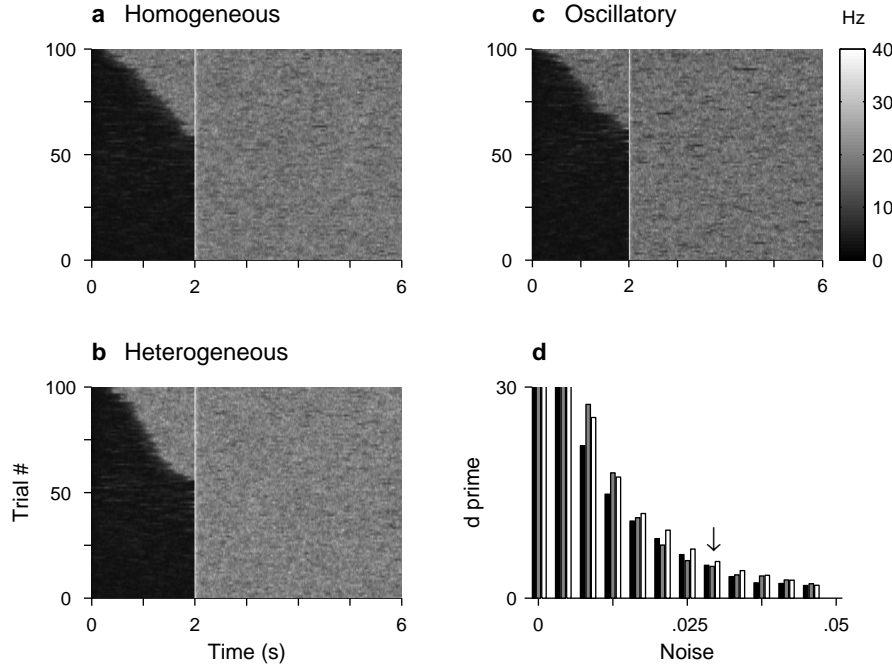 a Homogeneous
100
50
0
0 2 6
c Oscillatory
100
50
0
0 2 6
Hz
40
30
20
10
0
b Heterogeneous
Trial #
100
50
0
0 2 6
Time (s)
d
d prime
30
0
0 .025 .05
Noise